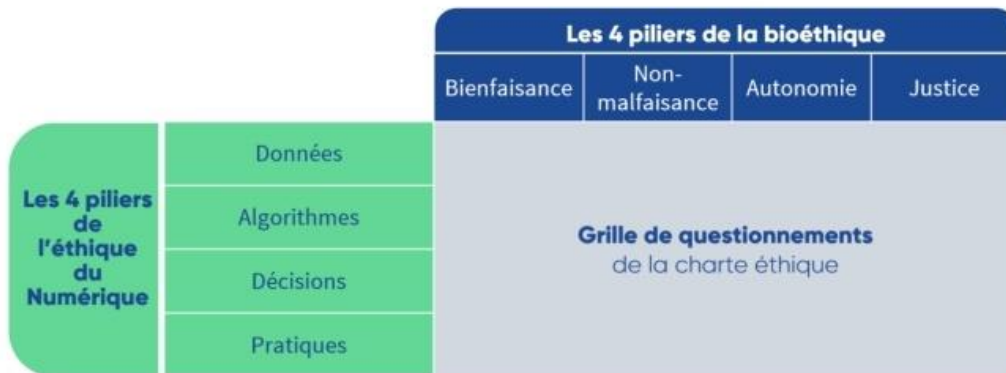 Les 4 piliers de la bioéthique
Bienfaisance
Non-
malfaisance
Autonomie
Justice
Les 4 piliers
de
l'éthique
du
Numérique
Données
Algorithmes
Décisions
Pratiques
Grille de questionnements
de la charte éthique